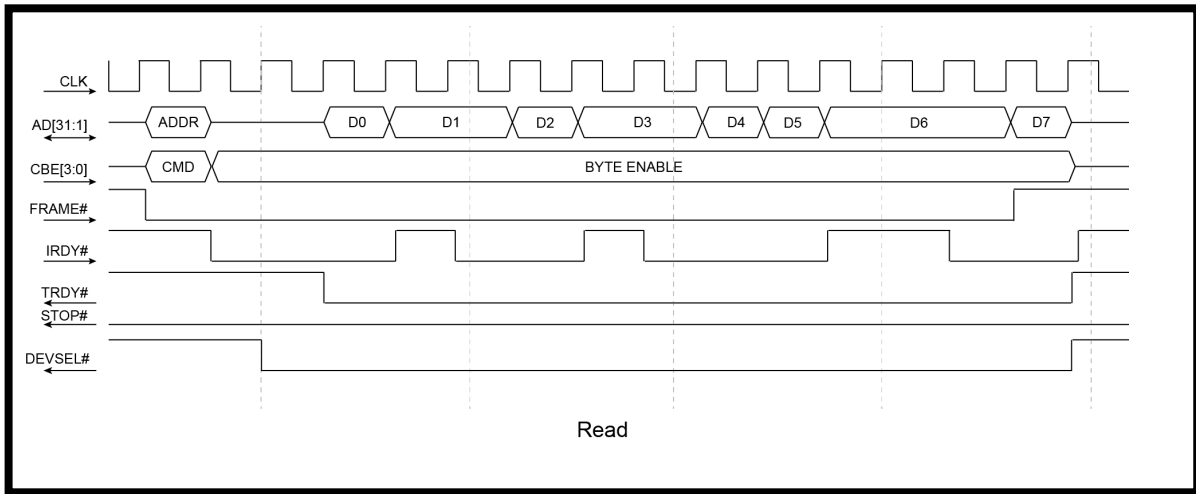 CLK
AD[31:1]
ADDR D0 D1 D2 D3 D4 D5 D6 D7
CBE[3:0]
CMD BYTE ENABLE
FRAME#
IRDY#
TRDY#
STOP#
DEVSEL#
Read